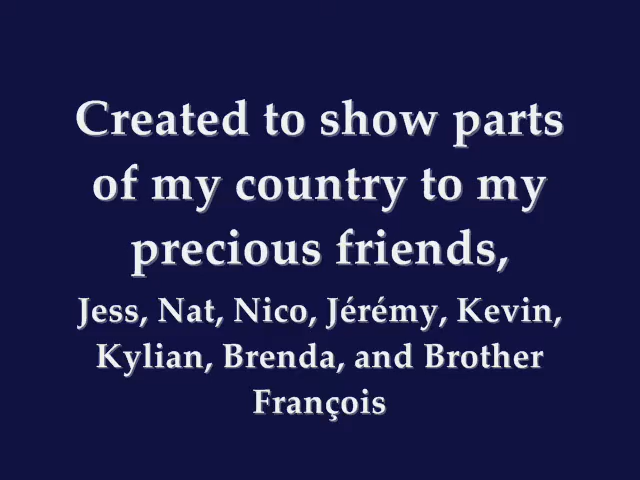 Created to show parts
of my country to my
precious friends,
Jess, Nat, Nico, Jérémy, Kevin,
Kylian, Brenda, and Brother
François